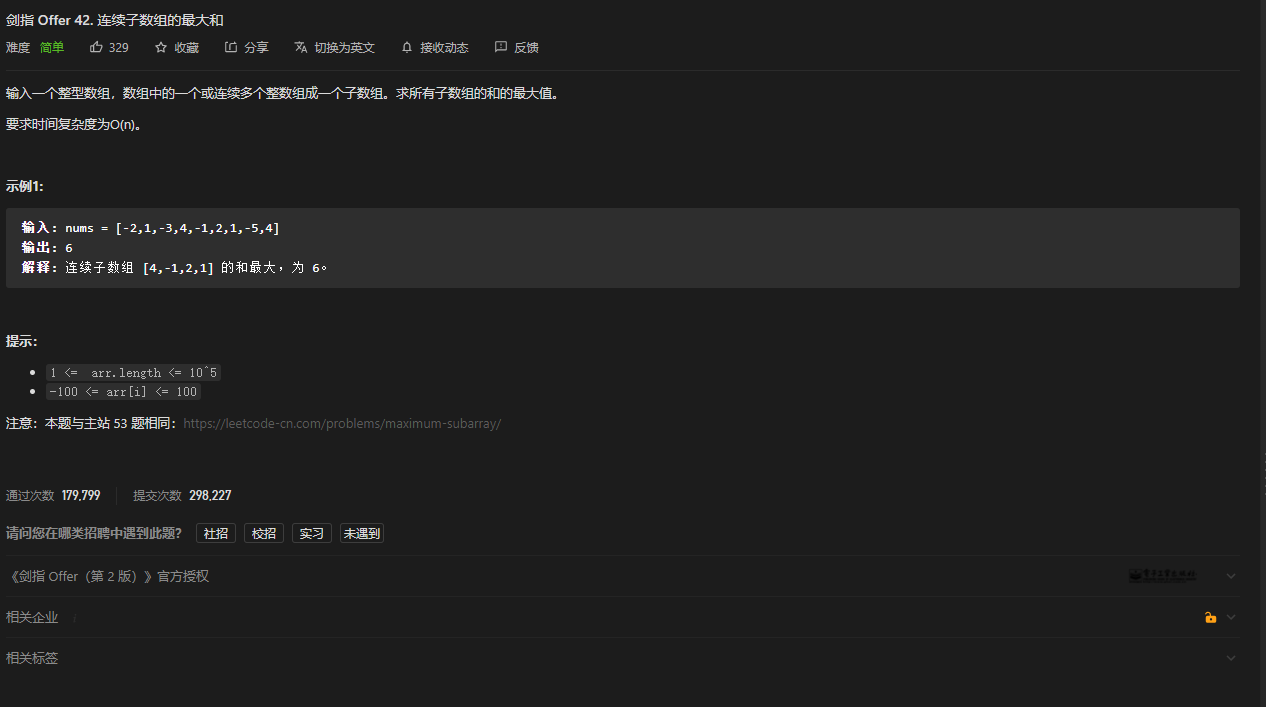 剑指 Offer 42. 连续子数组的最大和
难度 简单 329 收藏 分享 切换为英文 接收动态 反馈
输入一个整型数组，数组中的一个或连续多个整数组成一个子数组。求所有子数组的和的最大值。
要求时间复杂度为O(n)。
示例1:
输入: nums = [-2,1,-3,4,-1,2,1,-5,4]
输出: 6
解释: 连续子数组 [4,-1,2,1] 的和最大，为 6。
提示：
1 <= arr.length <= 10^5
-100 <= arr[i] <= 100
注意：本题与主站 53 题相同：https://leetcode-cn.com/problems/maximum-subarray/
通过次数 179,799 提交次数 298,227
请问您在哪类招聘中遇到此题？ 社招 校招 实习 未遇到
《剑指 Offer（第 2 版）》官方授权
相关企业 i
相关标签